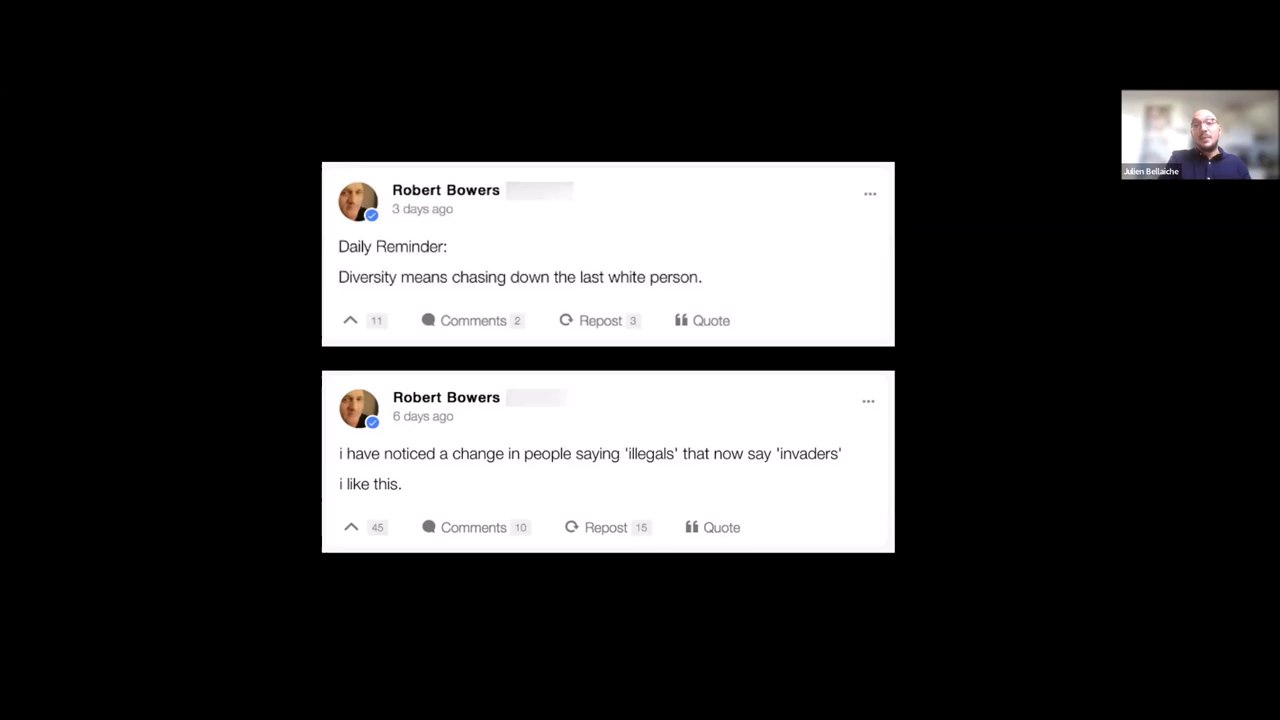 Robert Bowers
3 days ago
Daily Reminder:
Diversity means chasing down the last white person.
11 Comments 2 Repost 3 Quote
Julien Bellaiche
Robert Bowers
6 days ago
i have noticed a change in people saying 'illegals' that now say 'invaders'
i like this.
45 Comments 10 Repost 15 Quote